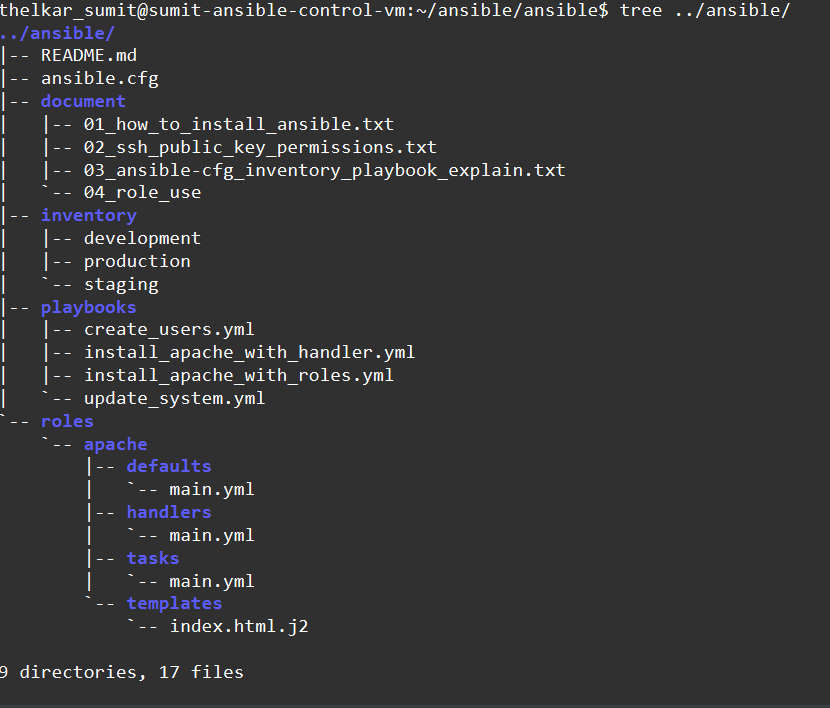 thelkar_sumit@sumit-ansible-control-vm:~/ansible/ansible$ tree ../ansible/
../ansible/
|-- README.md
|-- ansible.cfg
|-- document
|   |-- 01_how_to_install_ansible.txt
|   |-- 02_ssh_public_key_permissions.txt
|   |-- 03_ansible-cfg_inventory_playbook_explain.txt
|   `-- 04_role_use
|-- inventory
|   |-- development
|   |-- production
|   `-- staging
|-- playbooks
|   |-- create_users.yml
|   |-- install_apache_with_handler.yml
|   |-- install_apache_with_roles.yml
|   `-- update_system.yml
`-- roles
    `-- apache
        |-- defaults
        |   `-- main.yml
        |-- handlers
        |   `-- main.yml
        |-- tasks
        |   `-- main.yml
        `-- templates
            `-- index.html.j2
9 directories, 17 files